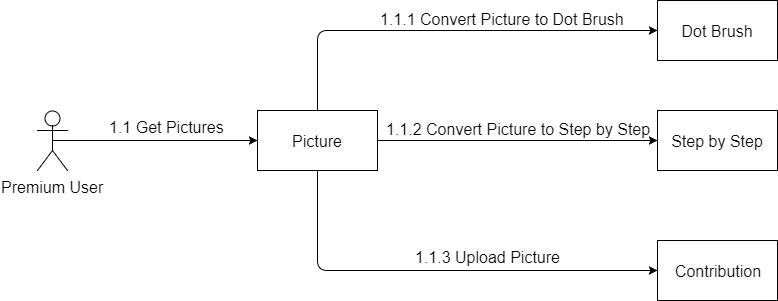 1.1.1 Convert Picture to Dot Brush
Dot Brush
1.1 Get Pictures
Picture
1.1.2 Convert Picture to Step by Step
Step by Step
Premium User
1.1.3 Upload Picture
Contribution